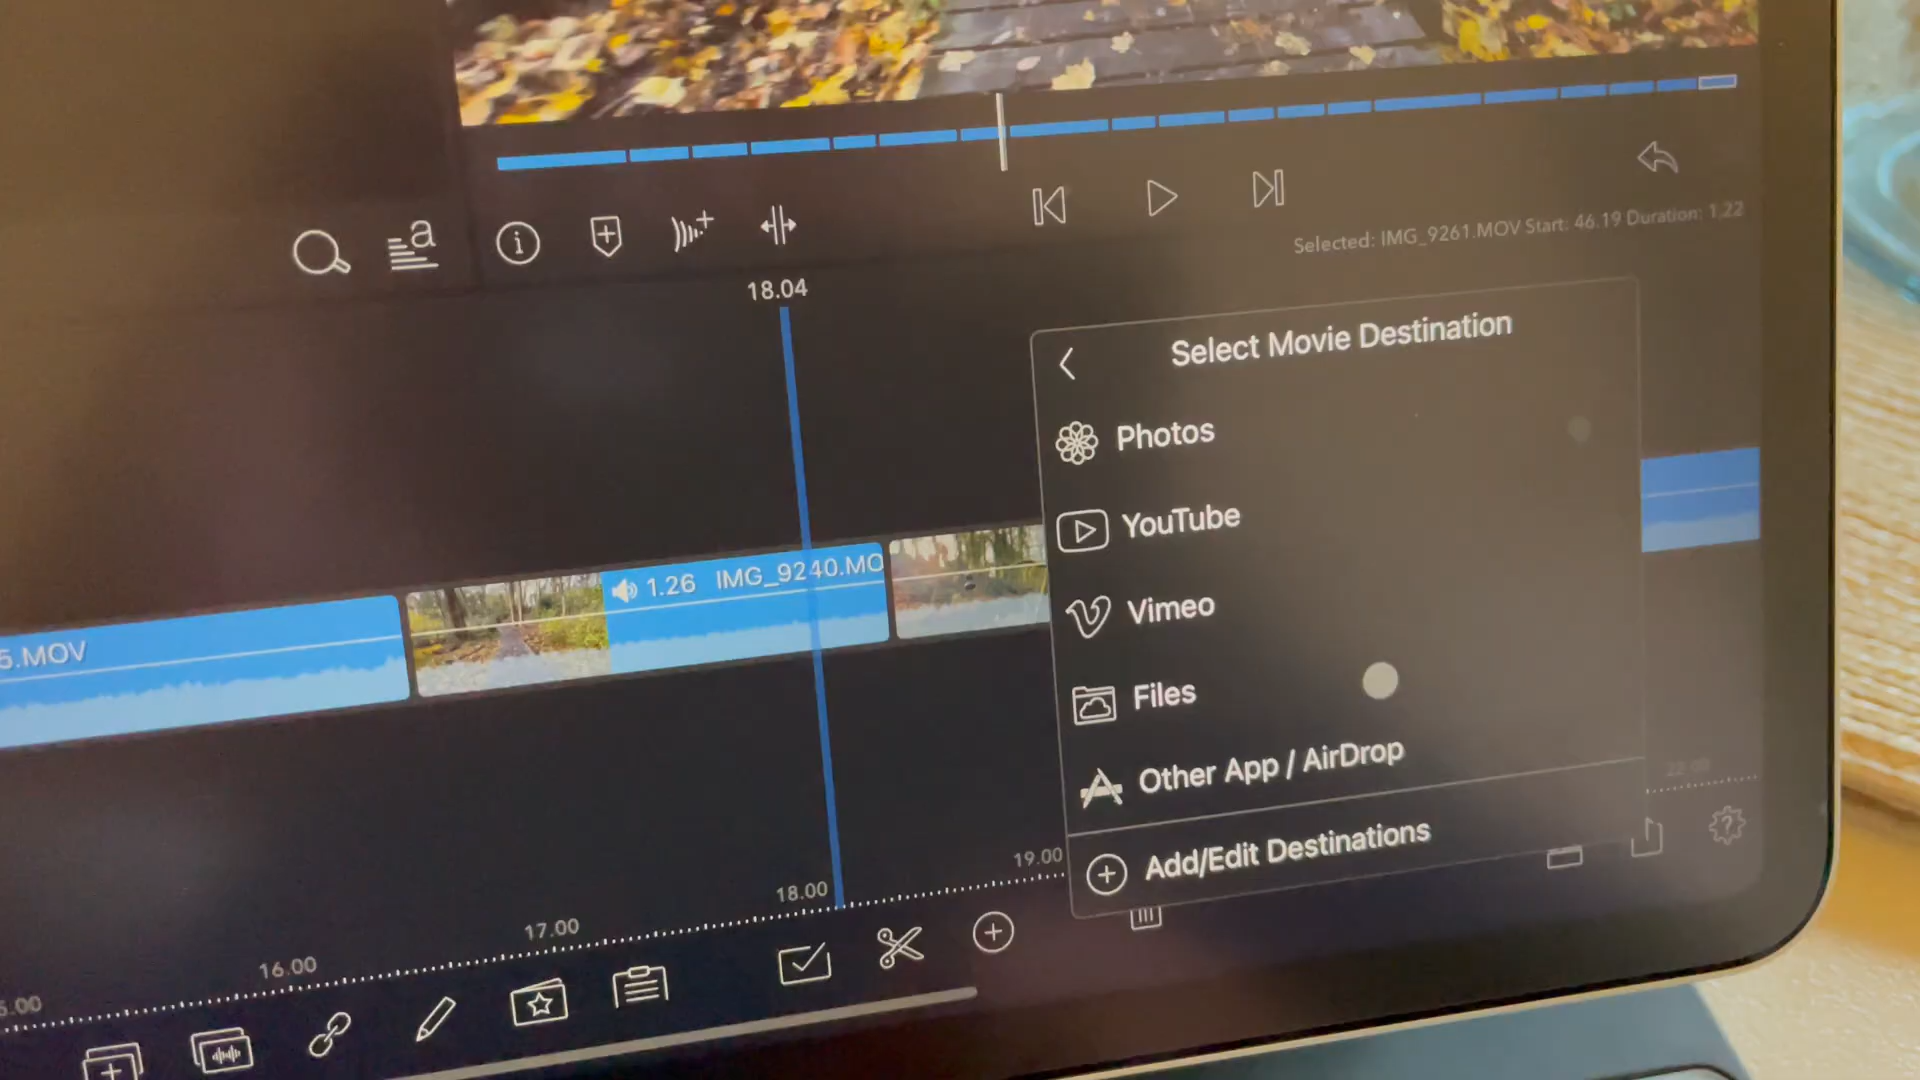 Selected: IMG_9261.MOV Start: 46.19 Duration: 1.22
18.04
Select Movie Destination
Photos
YouTube
Vimeo
Files
Other App / AirDrop
Add/Edit Destinations
5.MOV
1.26 IMG_9240.MO
16.00
17.00
18.00
19.00